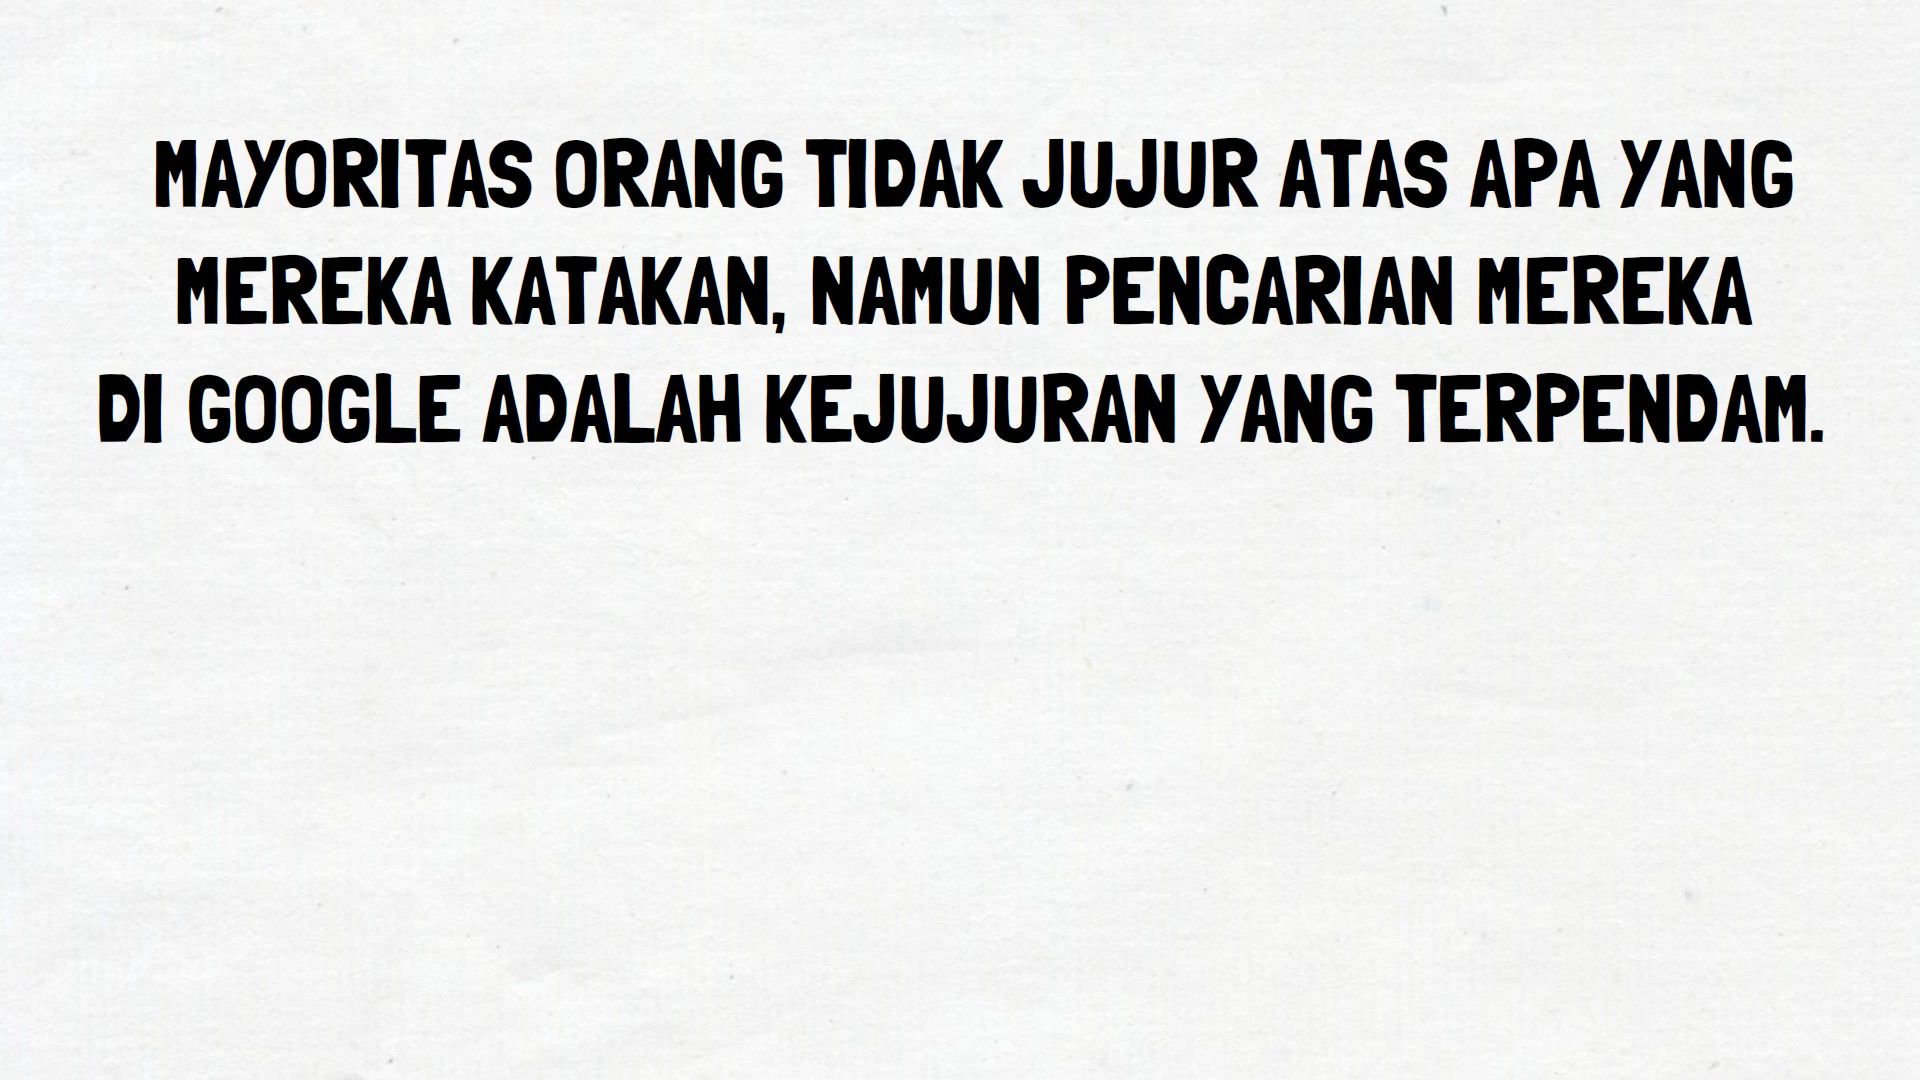 MAYORITAS ORANG TIDAK JUJUR ATAS APA YANG
MEREKA KATAKAN, NAMUN PENCARIAN MEREKA
DI GOOGLE ADALAH KEJUJURAN YANG TERPENDAM.